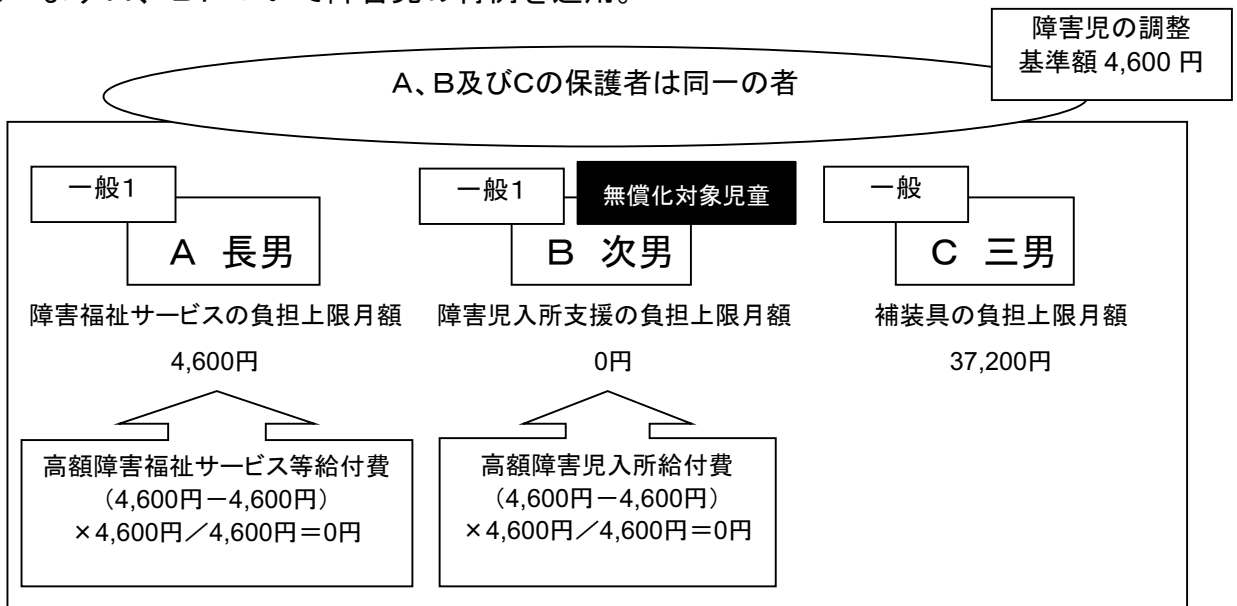 障害児の調整
基準額 4,600 円
A、B及びCの保護者は同一の者
一般1
A 長男
障害福祉サービスの負担上限月額
4,600円
高額障害福祉サービス等給付費
(4,600円-4,600円)
×4,600円/4,600円=0円
一般1
無償化対象児童
B 次男
障害児入所支援の負担上限月額
0円
高額障害児入所給付費
(4,600円-4,600円)
×4,600円/4,600円=0円
一般
C 三男
補装具の負担上限月額
37,200円